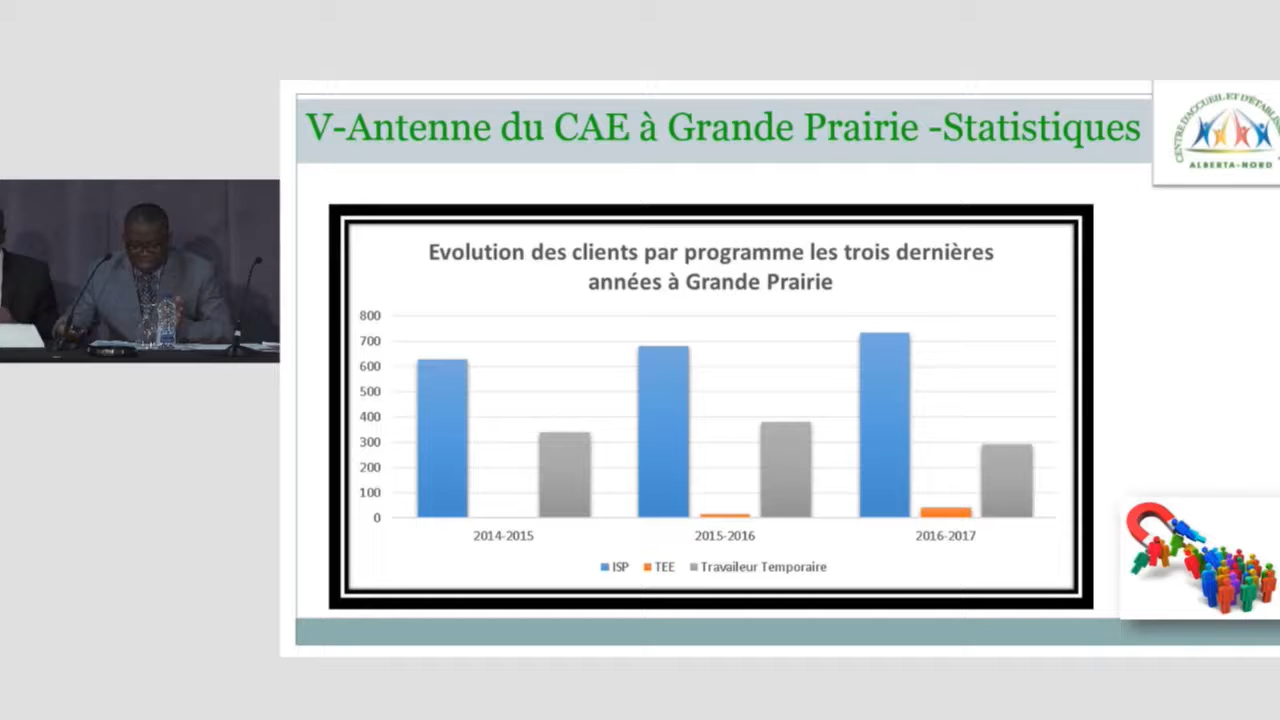 V-Antenne du CAE à Grande Prairie -Statistiques
ALBERTA-NORD
Evolution des clients par programme les trois dernières
années à Grande Prairie
800
700
600
500
400
300
200
100
0
2014-2015
2015-2016
2016-2017
ISP
TEE
Travaileur Temporaire